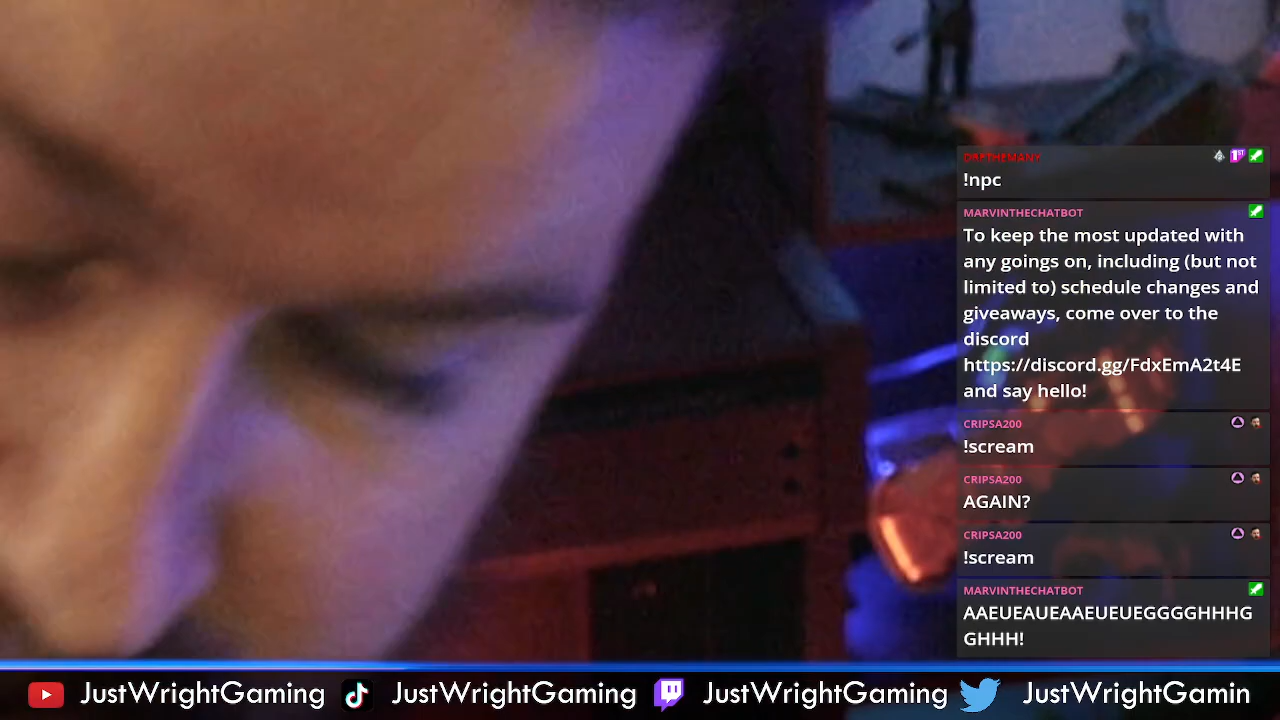 DRPTHEMANY
!npc
MARVINTHECHATBOT
To keep the most updated with
any goings on, including (but not
limited to) schedule changes and
giveaways, come over to the
discord
https://discord.gg/FdxEmA2t4E
and say hello!
CRIPSA200
!scream
CRIPSA200
AGAIN?
CRIPSA200
!scream
MARVINTHECHATBOT
AAEUEAUEAAEUEUEGGGGHHHG
GHHH!
JustWrightGaming
JustWrightGaming
JustWrightGaming
JustWrightGamin